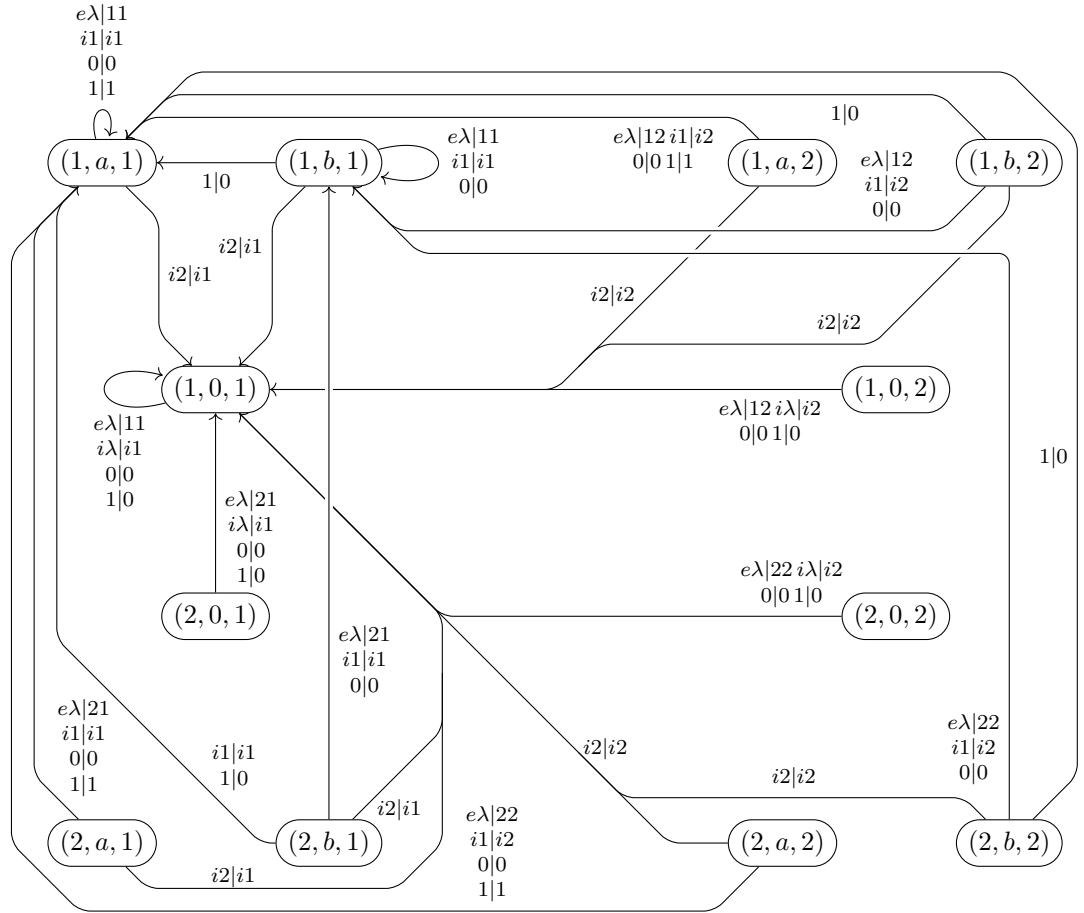 eλ|11
i1|i1
0|0
1|1
1|0
(1, a, 1)
(1, b, 1)
eλ|11
i1|i1
0|0
eλ|12 i1|i2
0|0 1|1
(1, a, 2)
eλ|12
i1|i2
0|0
(1, b, 2)
1|0
i2|i1
i2|i1
i2|i2
i2|i2
(1, 0, 1)
(1, 0, 2)
eλ|11
iλ|i1
0|0
1|0
eλ|12 iλ|i2
0|0 1|0
1|0
eλ|21
iλ|i1
0|0
1|0
eλ|22 iλ|i2
0|0 1|0
(2, 0, 1)
(2, 0, 2)
eλ|21
i1|i1
0|0
eλ|21
i1|i1
0|0
1|1
i1|i1
1|0
i2|i2
i2|i2
eλ|22
i1|i2
0|0
i2|i1
eλ|22
i1|i2
0|0
1|1
(2, a, 1)
(2, b, 1)
(2, a, 2)
(2, b, 2)
i2|i1